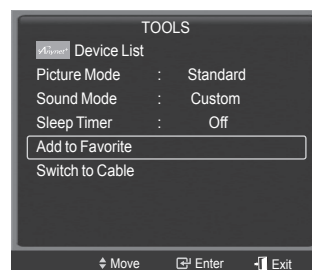 TOOLS
Anynet+ Device List
Picture Mode : Standard
Sound Mode : Custom
Sleep Timer : Off
Add to Favorite
Switch to Cable
Move Enter Exit